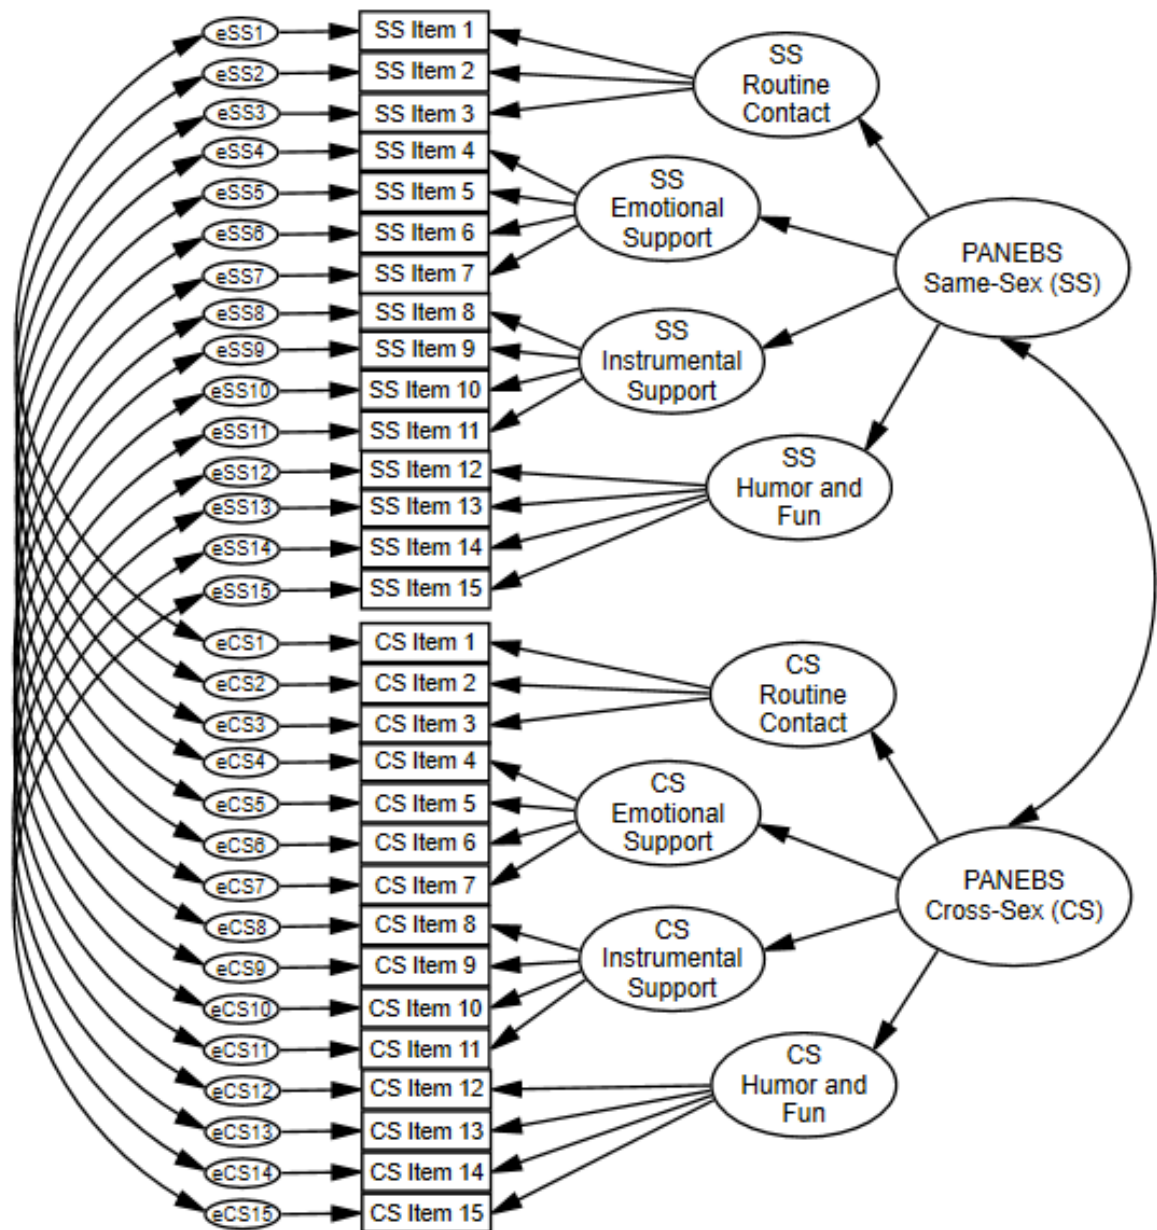 eSS1
SS Item 1
eSS2
SS Item 2
eSS3
SS Item 3
eSS4
SS Item 4
eSS5
SS Item 5
eSS6
SS Item 6
eSS7
SS Item 7
eSS8
SS Item 8
eSS9
SS Item 9
eSS10
SS Item 10
eSS11
SS Item 11
eSS12
SS Item 12
eSS13
SS Item 13
eSS14
SS Item 14
eSS15
SS Item 15
SS
Routine
Contact
SS
Emotional
Support
SS
Instrumental
Support
SS
Humor and
Fun
PANEBS
Same-Sex (SS)
eCS1
CS Item 1
eCS2
CS Item 2
eCS3
CS Item 3
eCS4
CS Item 4
eCS5
CS Item 5
eCS6
CS Item 6
eCS7
CS Item 7
eCS8
CS Item 8
eCS9
CS Item 9
eCS10
CS Item 10
eCS11
CS Item 11
eCS12
CS Item 12
eCS13
CS Item 13
eCS14
CS Item 14
eCS15
CS Item 15
CS
Routine
Contact
CS
Emotional
Support
CS
Instrumental
Support
CS
Humor and
Fun
PANEBS
Cross-Sex (CS)